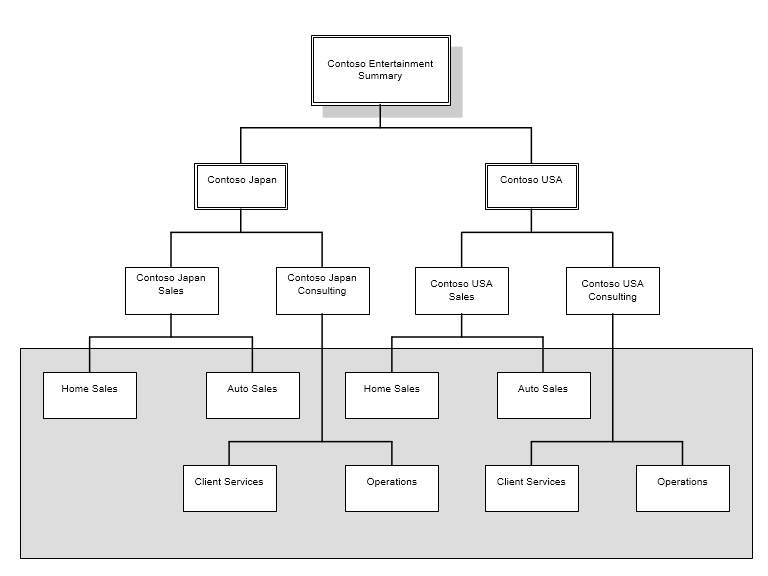 Contoso Entertainment
Summary
Contoso Japan
Contoso USA
Contoso Japan
Sales
Contoso Japan
Consulting
Contoso USA
Sales
Contoso USA
Consulting
Home Sales
Auto Sales
Home Sales
Auto Sales
Client Services
Operations
Client Services
Operations